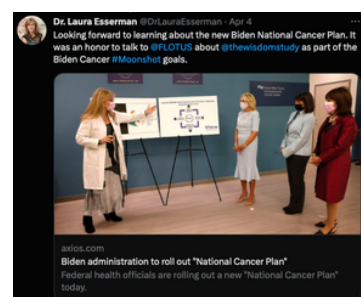 Dr. Laura Esserman @DrLauraEsserman · Apr 4 ...
Looking forward to learning about the new Biden National Cancer Plan. It
was an honor to talk to @FLOTUS about @thewisdomstudy as part of the
Biden Cancer #Moonshot goals.
axios.com
Biden administration to roll out "National Cancer Plan"
Federal health officials are rolling out a new "National Cancer Plan"
today.